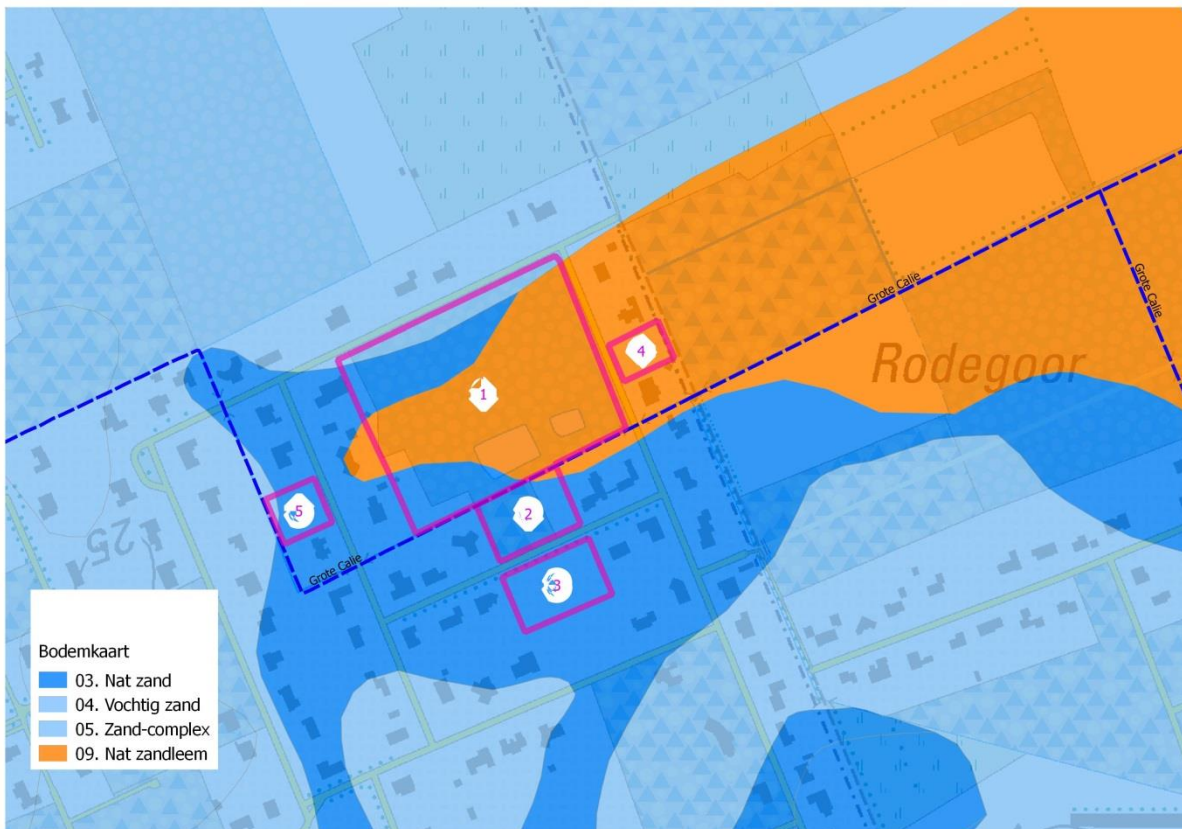 Grote Calie
Grote Calie
Rodegoor
4
1
5
2
3
25
Grote Calie
Bodemkaart
03. Nat zand
04. Vochtig zand
05. Zand-complex
09. Nat zandleem